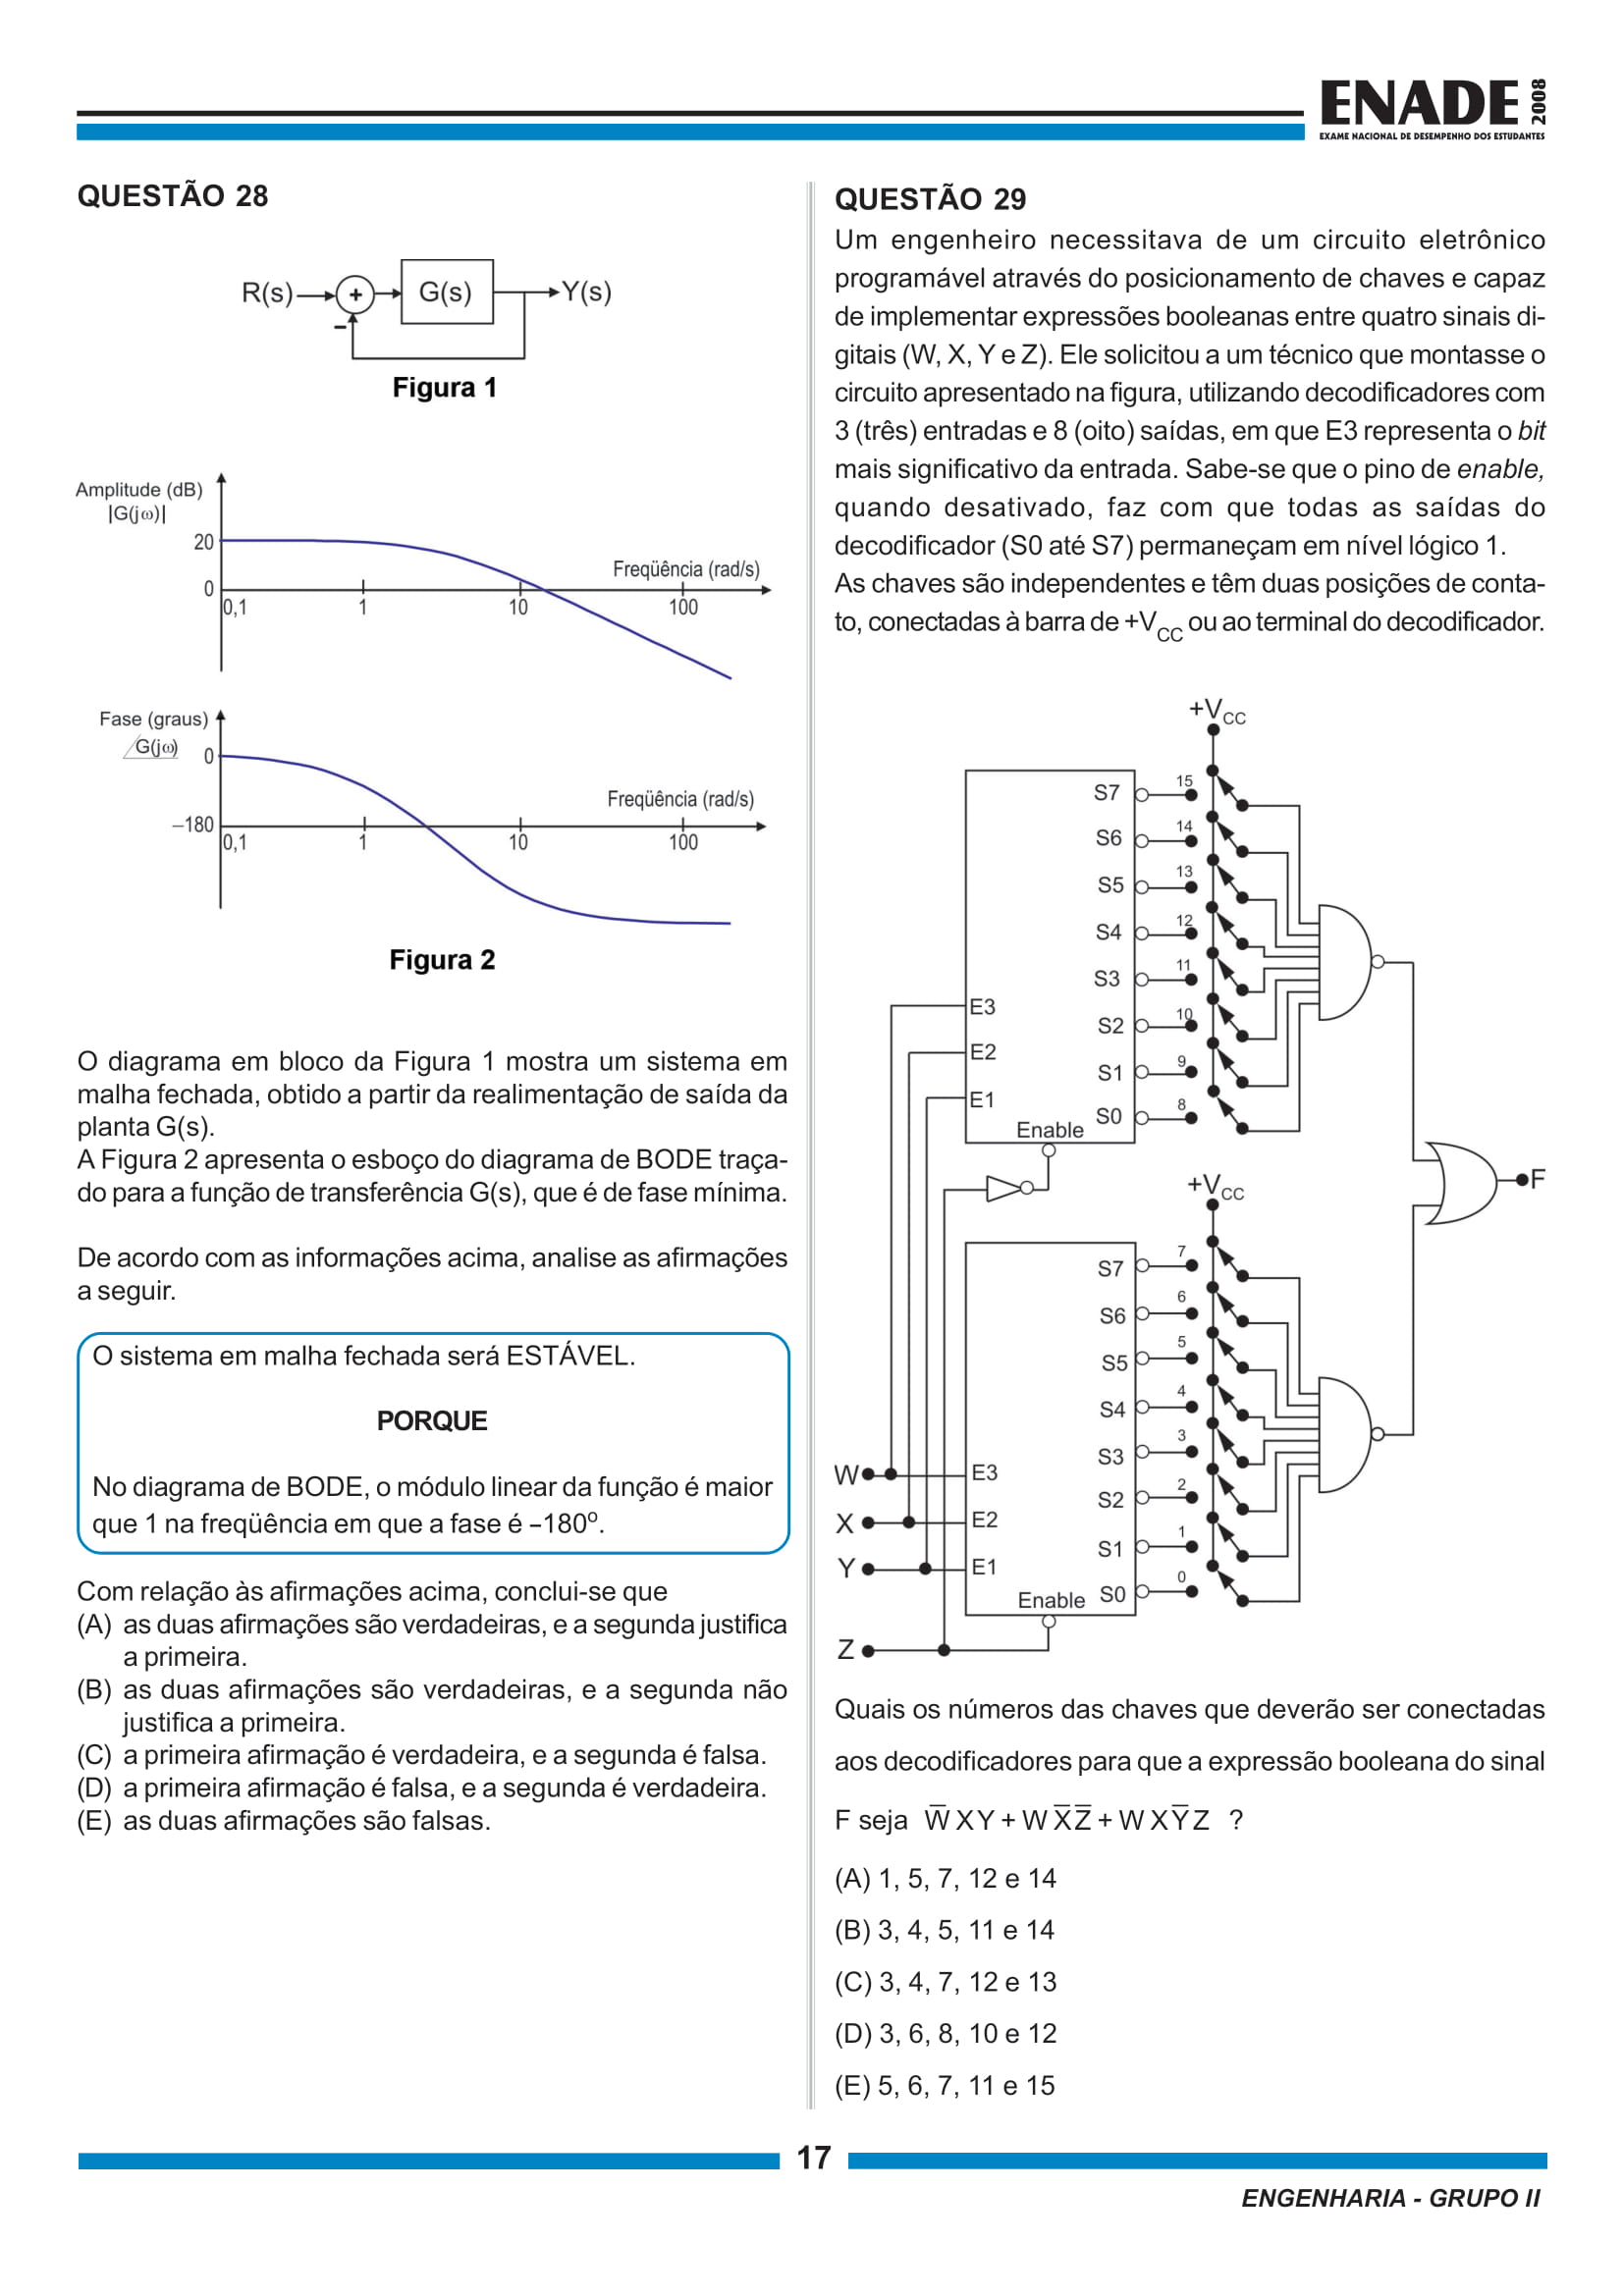 ENADE 2008
EXAME NACIONAL DE DESEMPENHO DOS ESTUDANTES
QUESTÃO 28
R(s)
+
G(s)
Y(s)
–
Figura 1
Amplitude (dB)
|G(jω)|
20
Freqüência (rad/s)
0
0,1
1
10
100
Fase (graus)
G(jω)
0
Freqüência (rad/s)
–180
0,1
1
10
100
Figura 2
O diagrama em bloco da Figura 1 mostra um sistema em
malha fechada, obtido a partir da realimentação de saída da
planta G(s).
A Figura 2 apresenta o esboço do diagrama de BODE traça-
do para a função de transferência G(s), que é de fase mínima.
De acordo com as informações acima, analise as afirmações
a seguir.
O sistema em malha fechada será ESTÁVEL.
PORQUE
No diagrama de BODE, o módulo linear da função é maior
que 1 na freqüência em que a fase é –180º.
Com relação às afirmações acima, conclui-se que
(A) as duas afirmações são verdadeiras, e a segunda justifica
a primeira.
(B) as duas afirmações são verdadeiras, e a segunda não
justifica a primeira.
(C) a primeira afirmação é verdadeira, e a segunda é falsa.
(D) a primeira afirmação é falsa, e a segunda é verdadeira.
(E) as duas afirmações são falsas.
QUESTÃO 29
Um engenheiro necessitava de um circuito eletrônico
programável através do posicionamento de chaves e capaz
de implementar expressões booleanas entre quatro sinais di-
gitais (W, X, Y e Z). Ele solicitou a um técnico que montasse o
circuito apresentado na figura, utilizando decodificadores com
3 (três) entradas e 8 (oito) saídas, em que E3 representa o bit
mais significativo da entrada. Sabe-se que o pino de enable,
quando desativado, faz com que todas as saídas do
decodificador (S0 até S7) permaneçam em nível lógico 1.
As chaves são independentes e têm duas posições de conta-
to, conectadas à barra de +VCC ou ao terminal do decodificador.
+VCC
S7 15
S6 14
S5 13
S4 12
S3 11
E3
S2 10
E2
S1 9
E1
S0 8
Enable
F
+VCC
S7 7
S6 6
S5 5
S4 4
S3 3
W E3
S2 2
X E2
S1 1
Y E1
S0 0
Enable
Z
Quais os números das chaves que deverão ser conectadas
aos decodificadores para que a expressão booleana do sinal
F seja W̅ X Y + W X̅ Z̅ + W X Y̅ Z ?
(A) 1, 5, 7, 12 e 14
(B) 3, 4, 5, 11 e 14
(C) 3, 4, 7, 12 e 13
(D) 3, 6, 8, 10 e 12
(E) 5, 6, 7, 11 e 15
17
ENGENHARIA - GRUPO II